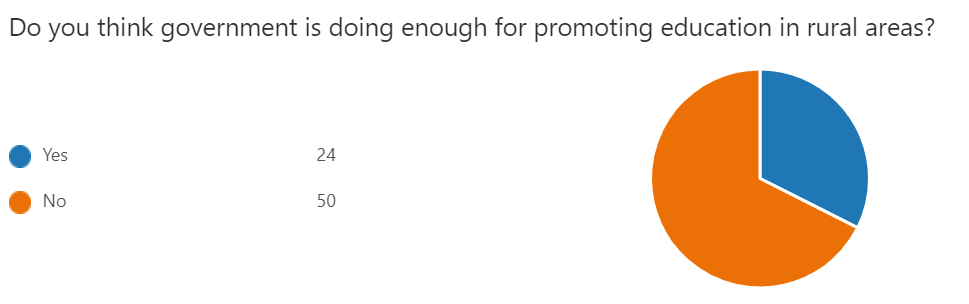 Do you think government is doing enough for promoting education in rural areas?
Yes 24
No 50